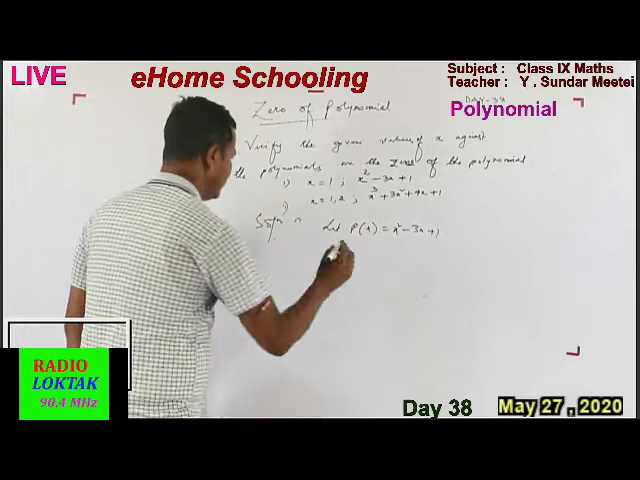 LIVE
eHome Schooling
Subject : Class IX Maths
Teacher : Y . Sundar Meetei
DAY-38
Polynomial
Zero of Polynomial
Verify the given values of x against
the polynomials are the zeros of the polynomial.
i) x = 1 ; x² - 3x + 1
) x = 1, 2 ; x³ + 3x² + 4x + 1
Solⁿ
Let P(x) = x² - 3x + 1
RADIO
LOKTAK
90.4 MHz
Day 38
May 27 , 2020